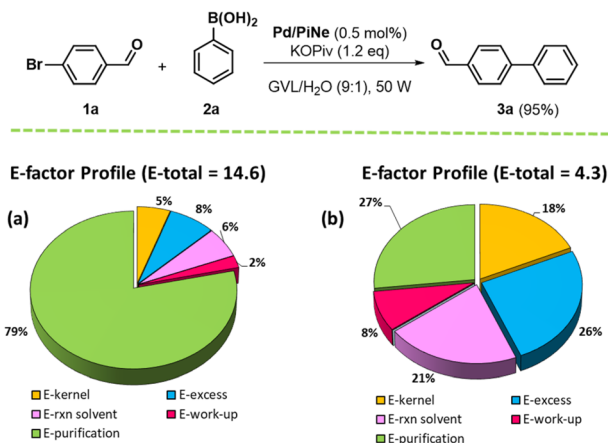 B(OH)2
Br
O
+
Pd/PiNe (0.5 mol%)
KOPiv (1.2 eq)
GVL/H2O (9:1), 50 W
O
1a
2a
3a (95%)
E-factor Profile (E-total = 14.6)
(a)
5%
8%
6%
2%
79%
E-kernel
E-excess
E-rxn solvent
E-work-up
E-purification
E-factor Profile (E-total = 4.3)
(b)
27%
18%
26%
21%
8%
E-kernel
E-excess
E-rxn solvent
E-work-up
E-purification